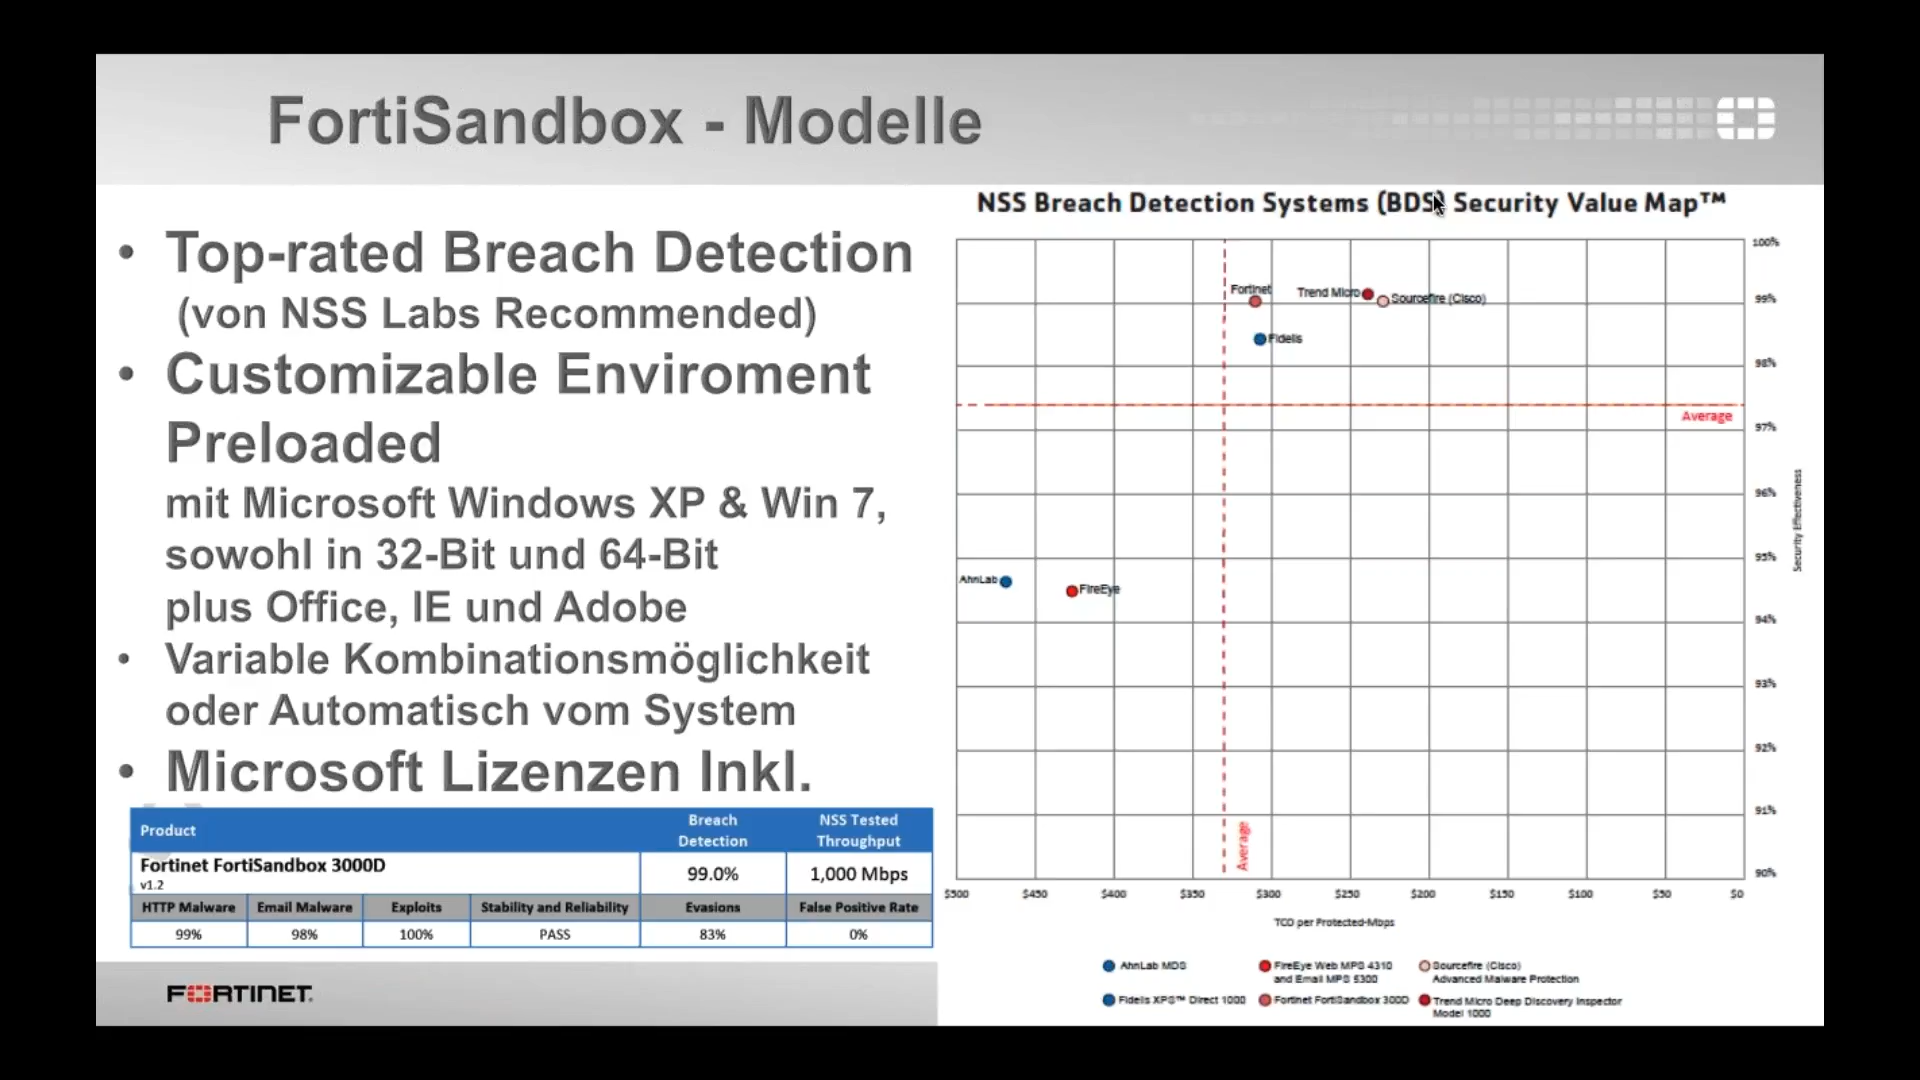 FortiSandbox - Modelle
• Top-rated Breach Detection
(von NSS Labs Recommended)
• Customizable Enviroment
Preloaded
mit Microsoft Windows XP & Win 7,
sowohl in 32-Bit und 64-Bit
plus Office, IE und Adobe
• Variable Kombinationsmöglichkeit
oder Automatisch vom System
• Microsoft Lizenzen Inkl.
Product Breach Detection NSS Tested Throughput
Fortinet FortiSandbox 3000D
v1.2
99.0% 1,000 Mbps
HTTP Malware Email Malware Exploits Stability and Reliability Evasions False Positive Rate
99% 98% 100% PASS 83% 0%
FORTINET
NSS Breach Detection Systems (BDS) Security Value Map™
100%
Fortinet
Trend Micro
Sourcefire (Cisco)
99%
Fidelis
98%
Average
97%
96%
95%
AhnLab
FireEye
94%
93%
92%
91%
Average
90%
Security Effectiveness
$500 $450 $400 $350 $300 $250 $200 $150 $100 $50 $0
TCO per Protected-Mbps
AhnLab MDS
FireEye Web MPS 4310
and Email MPS 5300
Sourcefire (Cisco)
Advanced Malware Protection
Fidelis XPS™ Direct 1000
Fortinet FortiSandbox 300D
Trend Micro Deep Discovery Inspector
Model 1000